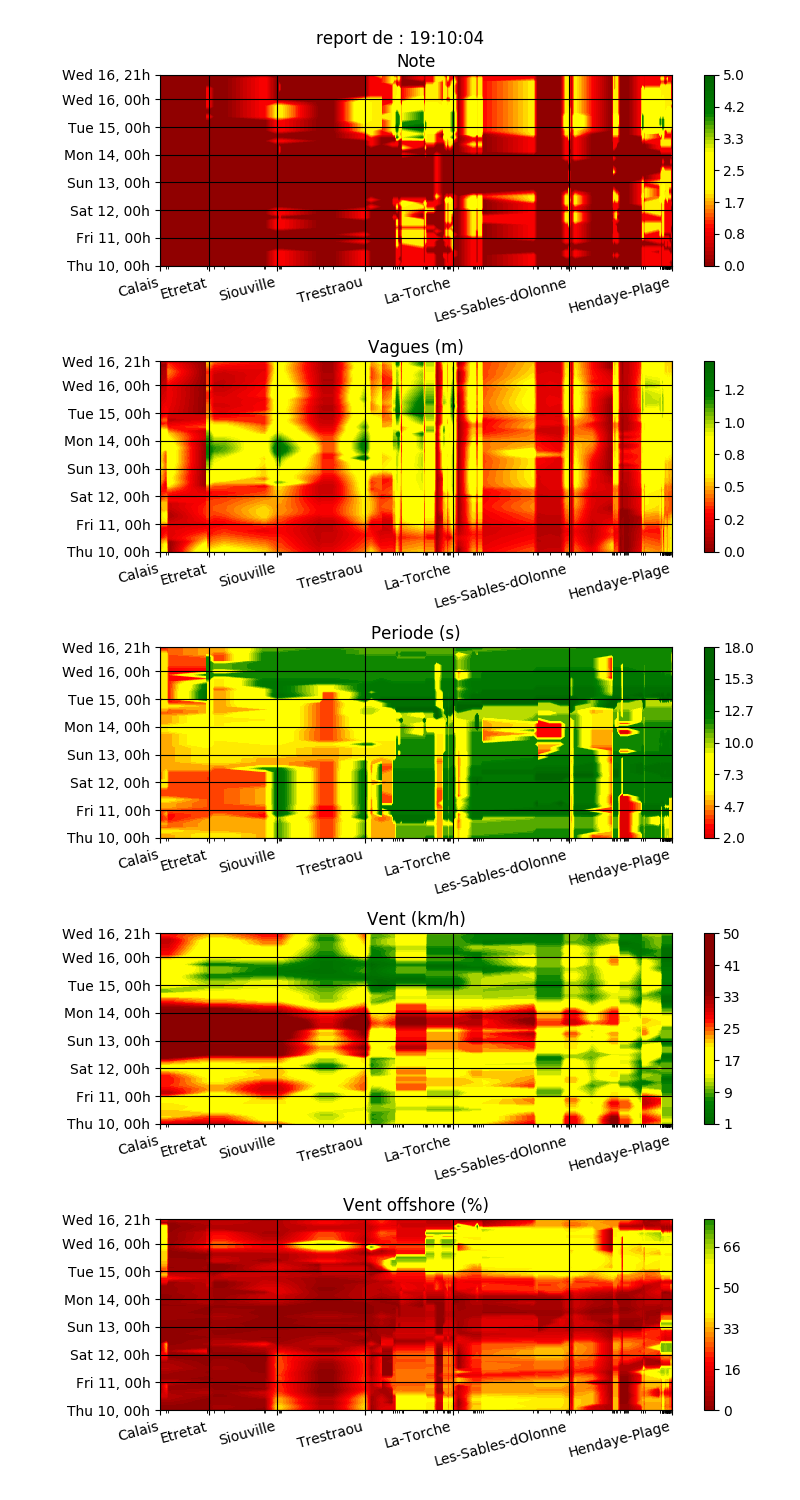 report de : 19:10:04
Note
Wed 16, 21h
Wed 16, 00h
Tue 15, 00h
Mon 14, 00h
Sun 13, 00h
Sat 12, 00h
Fri 11, 00h
Thu 10, 00h
Calais Etretat Siouville Trestraou La-Torche Les-Sables-dOlonne Hendaye-Plage
5.0
4.2
3.3
2.5
1.7
0.8
0.0
Vagues (m)
Wed 16, 21h
Wed 16, 00h
Tue 15, 00h
Mon 14, 00h
Sun 13, 00h
Sat 12, 00h
Fri 11, 00h
Thu 10, 00h
Calais Etretat Siouville Trestraou La-Torche Les-Sables-dOlonne Hendaye-Plage
1.2
1.0
0.8
0.5
0.2
0.0
Periode (s)
Wed 16, 21h
Wed 16, 00h
Tue 15, 00h
Mon 14, 00h
Sun 13, 00h
Sat 12, 00h
Fri 11, 00h
Thu 10, 00h
Calais Etretat Siouville Trestraou La-Torche Les-Sables-dOlonne Hendaye-Plage
18.0
15.3
12.7
10.0
7.3
4.7
2.0
Vent (km/h)
Wed 16, 21h
Wed 16, 00h
Tue 15, 00h
Mon 14, 00h
Sun 13, 00h
Sat 12, 00h
Fri 11, 00h
Thu 10, 00h
Calais Etretat Siouville Trestraou La-Torche Les-Sables-dOlonne Hendaye-Plage
50
41
33
25
17
9
1
Vent offshore (%)
Wed 16, 21h
Wed 16, 00h
Tue 15, 00h
Mon 14, 00h
Sun 13, 00h
Sat 12, 00h
Fri 11, 00h
Thu 10, 00h
Calais Etretat Siouville Trestraou La-Torche Les-Sables-dOlonne Hendaye-Plage
66
50
33
16
0